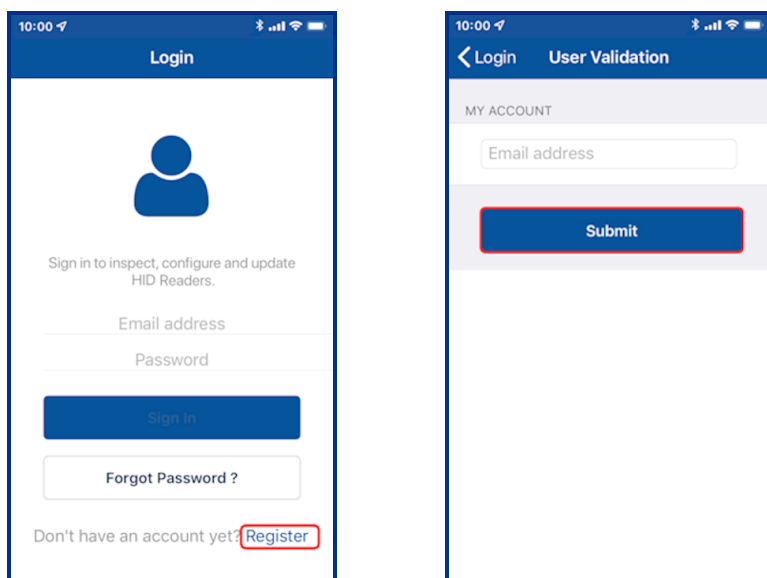 10:00
Login
Sign in to inspect, configure and update
HID Readers.
Email address
Password
Sign In
Forgot Password ?
Don't have an account yet? Register
10:00
Login User Validation
MY ACCOUNT
Email address
Submit